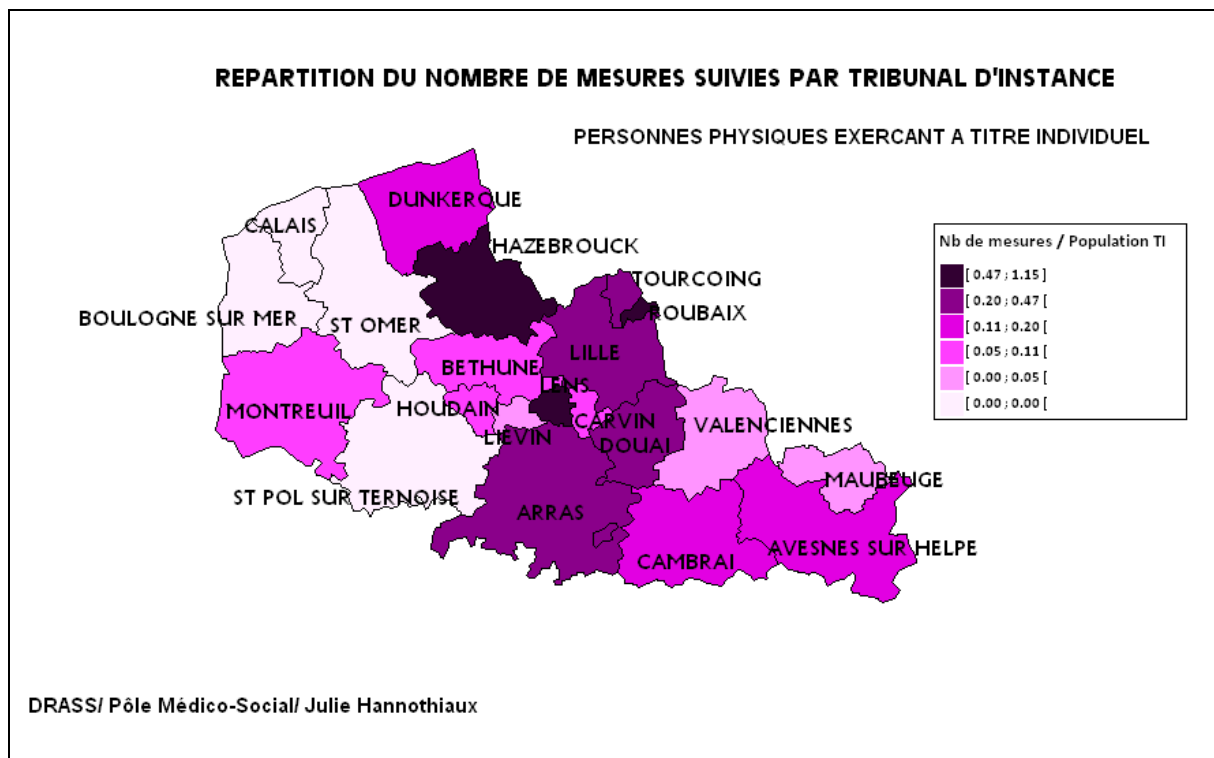 REPARTITION DU NOMBRE DE MESURES SUIVIES PAR TRIBUNAL D'INSTANCE
PERSONNES PHYSIQUES EXERCANT A TITRE INDIVIDUEL
DUNKERQUE
CALAIS
HAZEBROUCK
TOURCOING
ROUBAIX
BOULOGNE SUR MER
ST OMER
LILLE
BETHUNE
LENS
MONTREUIL
HOUDAIN
CARVIN
VALENCIENNES
LIEVIN
DOUAI
MAUBEUGE
ST POL SUR TERNOISE
ARRAS
AVESNES SUR HELPE
CAMBRAI
Nb de mesures / Population TI
[ 0.47 ; 1.15 ]
[ 0.20 ; 0.47 [
[ 0.11 ; 0.20 [
[ 0.05 ; 0.11 [
[ 0.00 ; 0.05 [
[ 0.00 ; 0.00 [
DRASS/ Pôle Médico-Social/ Julie Hannothiaux